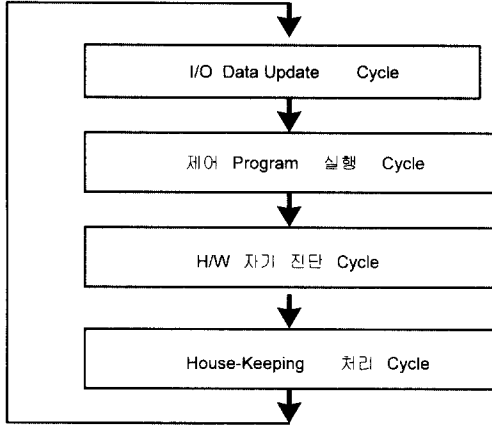 I/O Data Update Cycle
제어 Program 실행 Cycle
H/W 자기 진단 Cycle
House-Keeping 처리 Cycle